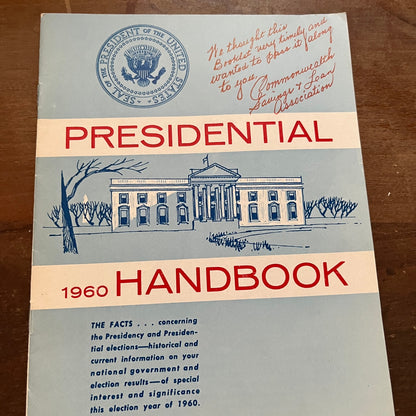 SEAL OF THE PRESIDENT OF THE UNITED STATES
We thought this
Booklet very timely and
wanted to pass it along
to you.
Commonwealth
Savings & Loan
Association
PRESIDENTIAL
1960 HANDBOOK
THE FACTS . . . concerning
the Presidency and Presiden-
tial elections—historical and
current information on your
national government and
election results—of special
interest and significance
this election year of 1960.